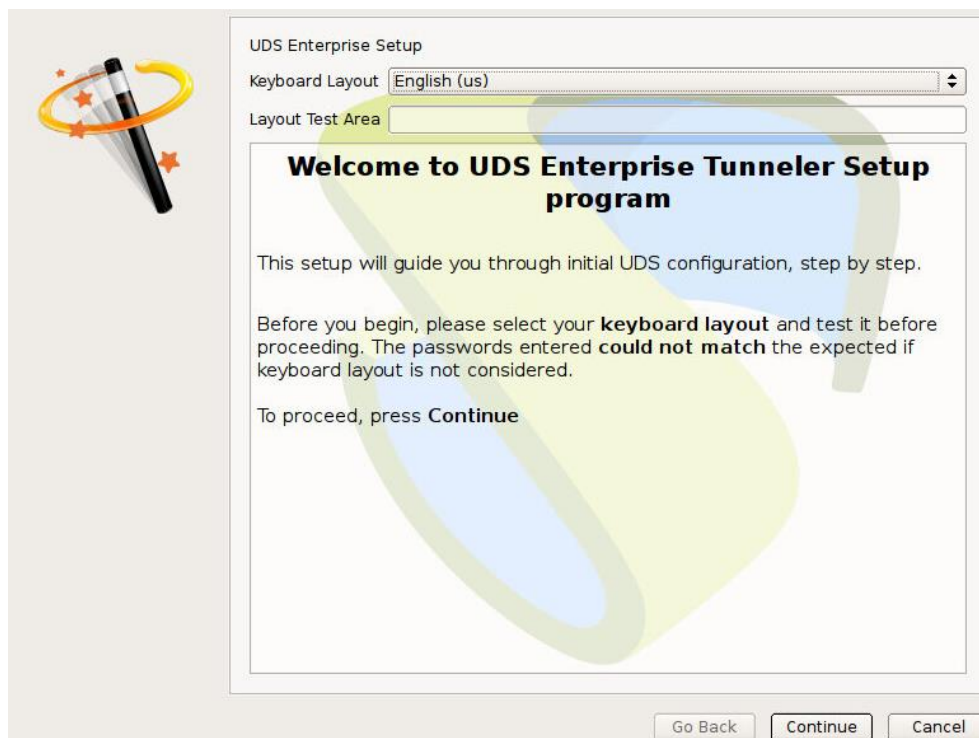 UDS Enterprise Setup
Keyboard Layout English (us)
Layout Test Area
Welcome to UDS Enterprise Tunneler Setup
program
This setup will guide you through initial UDS configuration, step by step.
Before you begin, please select your keyboard layout and test it before
proceeding. The passwords entered could not match the expected if
keyboard layout is not considered.
To proceed, press Continue
Go Back Continue Cancel